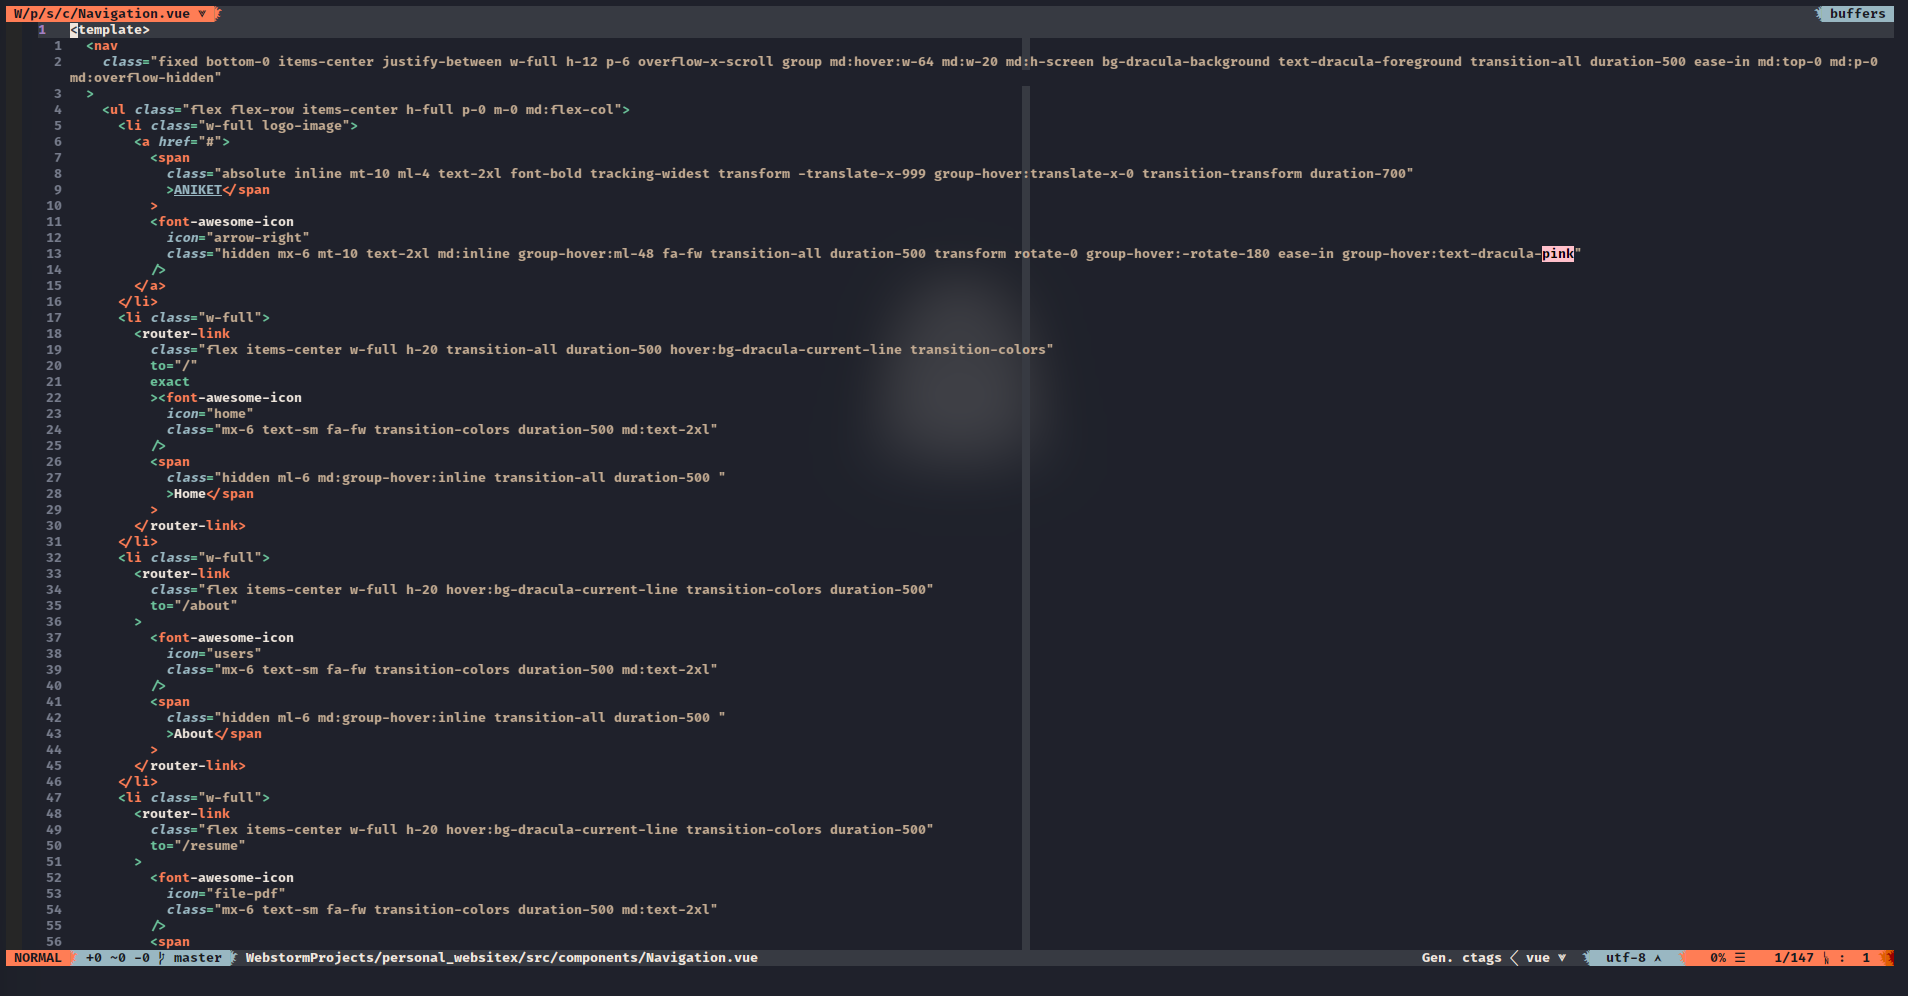 W/p/s/c/Navigation.vue buffers
1 <template>
1 <nav
2 class="fixed bottom-0 items-center justify-between w-full h-12 p-6 overflow-x-scroll group md:hover:w-64 md:w-20 md:h-screen bg-dracula-background text-dracula-foreground transition-all duration-500 ease-in md:top-0 md:p-0
md:overflow-hidden"
3 >
4 <ul class="flex flex-row items-center h-full p-0 m-0 md:flex-col">
5 <li class="w-full logo-image">
6 <a href="#">
7 <span
8 class="absolute inline mt-10 ml-4 text-2xl font-bold tracking-widest transform -translate-x-999 group-hover:translate-x-0 transition-transform duration-700"
9 >ANIKET</span
10 >
11 <font-awesome-icon
12 icon="arrow-right"
13 class="hidden mx-6 mt-10 text-2xl md:inline group-hover:ml-48 fa-fw transition-all duration-500 transform rotate-0 group-hover:-rotate-180 ease-in group-hover:text-dracula-pink"
14 />
15 </a>
16 </li>
17 <li class="w-full">
18 <router-link
19 class="flex items-center w-full h-20 transition-all duration-500 hover:bg-dracula-current-line transition-colors"
20 to="/"
21 exact
22 ><font-awesome-icon
23 icon="home"
24 class="mx-6 text-sm fa-fw transition-colors duration-500 md:text-2xl"
25 />
26 <span
27 class="hidden ml-6 md:group-hover:inline transition-all duration-500 "
28 >Home</span
29 >
30 </router-link>
31 </li>
32 <li class="w-full">
33 <router-link
34 class="flex items-center w-full h-20 hover:bg-dracula-current-line transition-colors duration-500"
35 to="/about"
36 >
37 <font-awesome-icon
38 icon="users"
39 class="mx-6 text-sm fa-fw transition-colors duration-500 md:text-2xl"
40 />
41 <span
42 class="hidden ml-6 md:group-hover:inline transition-all duration-500 "
43 >About</span
44 >
45 </router-link>
46 </li>
47 <li class="w-full">
48 <router-link
49 class="flex items-center w-full h-20 hover:bg-dracula-current-line transition-colors duration-500"
50 to="/resume"
51 >
52 <font-awesome-icon
53 icon="file-pdf"
54 class="mx-6 text-sm fa-fw transition-colors duration-500 md:text-2xl"
55 />
56 <span
NORMAL +0 ~0 -0 master WebstormProjects/personal_websitex/src/components/Navigation.vue Gen. ctags vue utf-8 0% ☰ 1/147 : 1